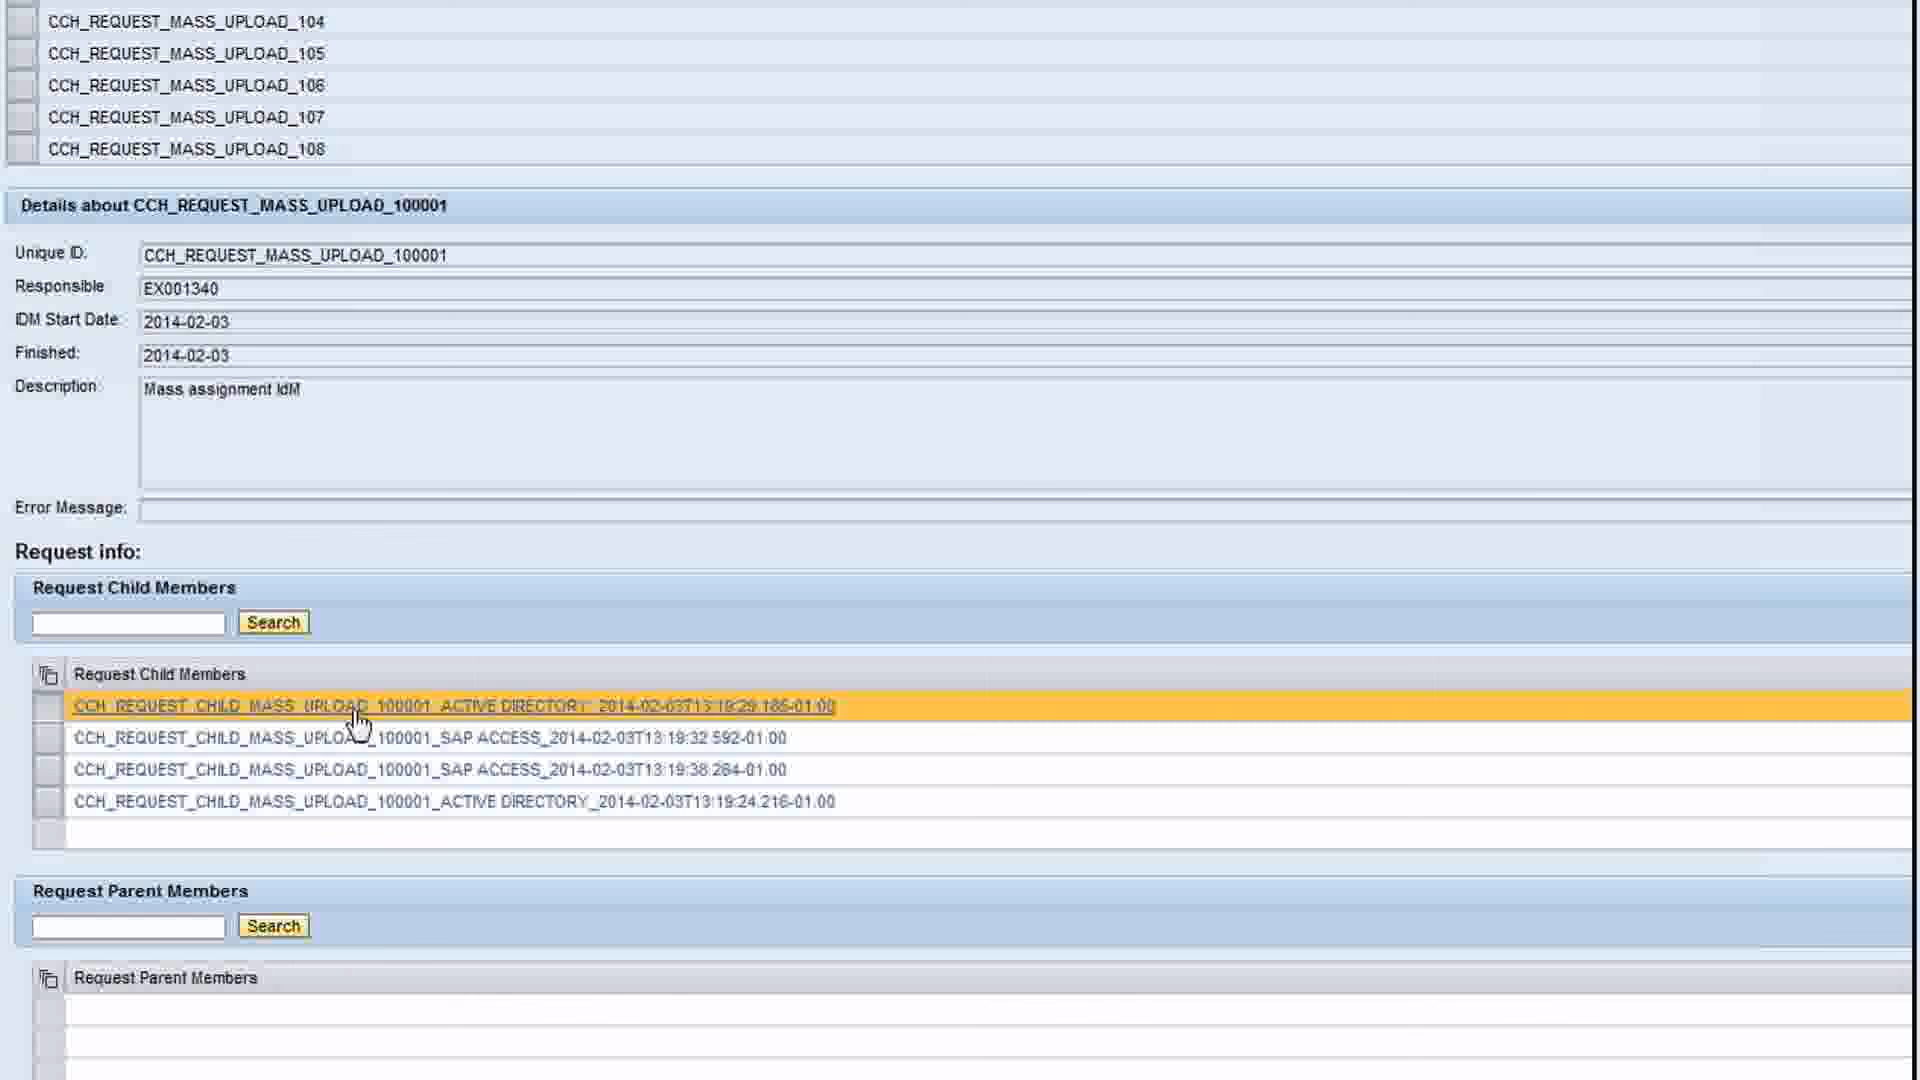 CCH_REQUEST_MASS_UPLOAD_104
CCH_REQUEST_MASS_UPLOAD_105
CCH_REQUEST_MASS_UPLOAD_106
CCH_REQUEST_MASS_UPLOAD_107
CCH_REQUEST_MASS_UPLOAD_108
Details about CCH_REQUEST_MASS_UPLOAD_100001
Unique ID: CCH_REQUEST_MASS_UPLOAD_100001
Responsible EX001340
IDM Start Date: 2014-02-03
Finished: 2014-02-03
Description: Mass assignment IdM
Error Message:
Request info:
Request Child Members
Search
Request Child Members
CCH_REQUEST_CHILD_MASS_UPLOAD_100001_ACTIVE DIRECTORY_2014-02-03T13:19:29.186-01:00
CCH_REQUEST_CHILD_MASS_UPLOAD_100001_SAP ACCESS_2014-02-03T13:19:32.592-01:00
CCH_REQUEST_CHILD_MASS_UPLOAD_100001_SAP ACCESS_2014-02-03T13:19:38.264-01:00
CCH_REQUEST_CHILD_MASS_UPLOAD_100001_ACTIVE DIRECTORY_2014-02-03T13:19:24.216-01:00
Request Parent Members
Search
Request Parent Members